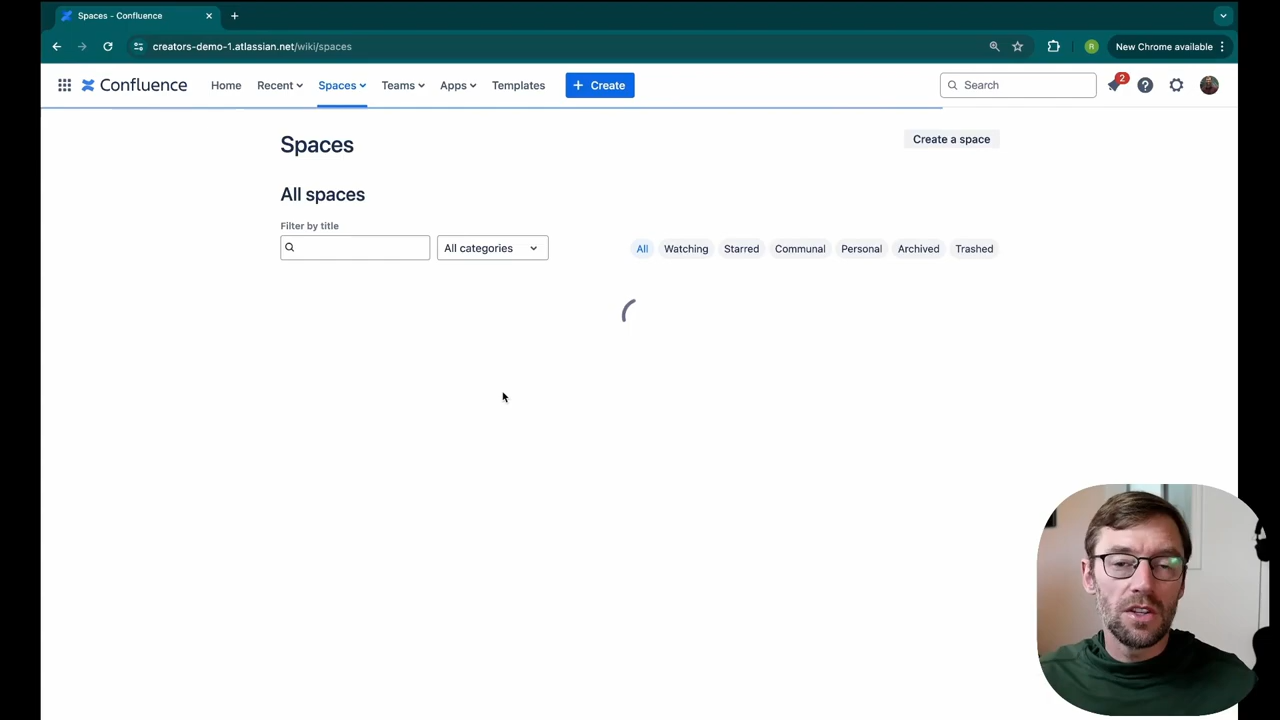 Spaces - Confluence
creators-demo-1.atlassian.net/wiki/spaces
R
New Chrome available
Confluence
Home
Recent
Spaces
Teams
Apps
Templates
+ Create
Search
2
Spaces
Create a space
All spaces
Filter by title
All categories
All
Watching
Starred
Communal
Personal
Archived
Trashed